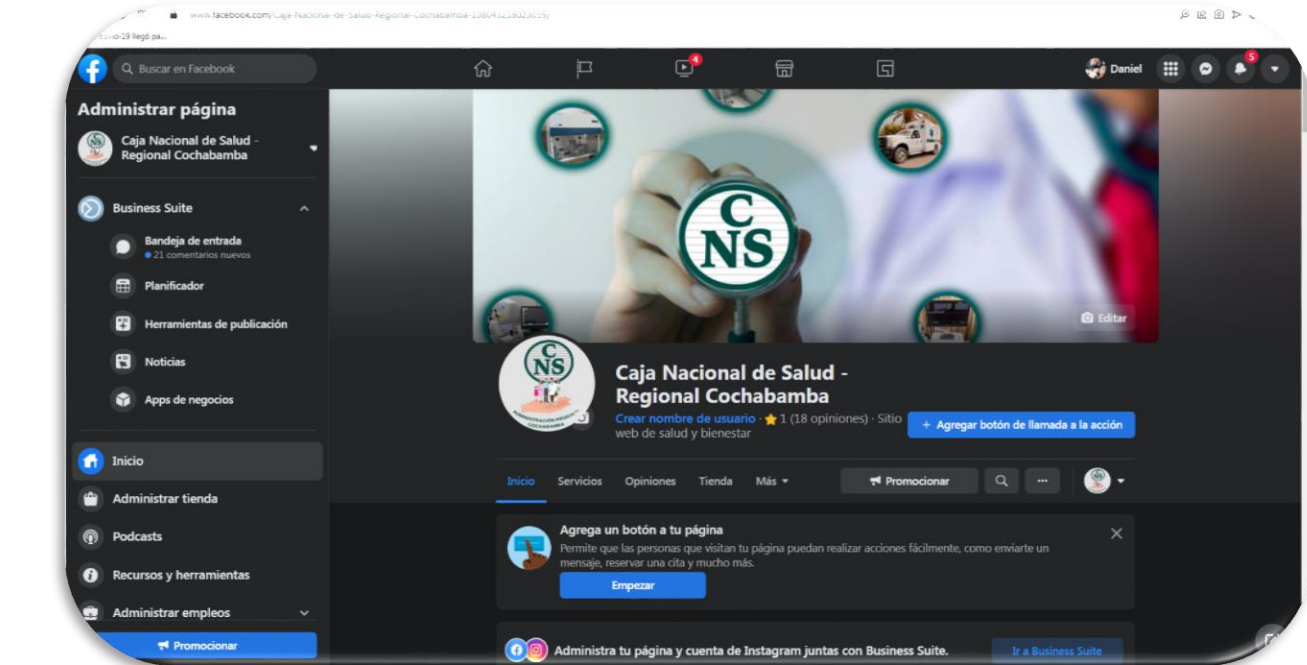 www.facebook.com/Caja-Nacional-de-Salud-Regional-Cochabamba-
Buscar en Facebook
4
Daniel
5
Administrar página
Caja Nacional de Salud -
Regional Cochabamba
Business Suite
Bandeja de entrada
21 comentarios nuevos
Planificador
Herramientas de publicación
Noticias
Apps de negocios
Inicio
Administrar tienda
Podcasts
Recursos y herramientas
Administrar empleos
Promocionar
C
NS
Editar
C
NS
Caja Nacional de Salud -
Regional Cochabamba
Crear nombre de usuario · 1 (18 opiniones) · Sitio
web de salud y bienestar
+ Agregar botón de llamada a la acción
Inicio Servicios Opiniones Tienda Más
Promocionar
Agrega un botón a tu página
Permite que las personas que visitan tu página puedan realizar acciones fácilmente, como enviarte un
mensaje, reservar una cita y mucho más.
Empezar
Administra tu página y cuenta de Instagram juntas con Business Suite.
Ir a Business Suite